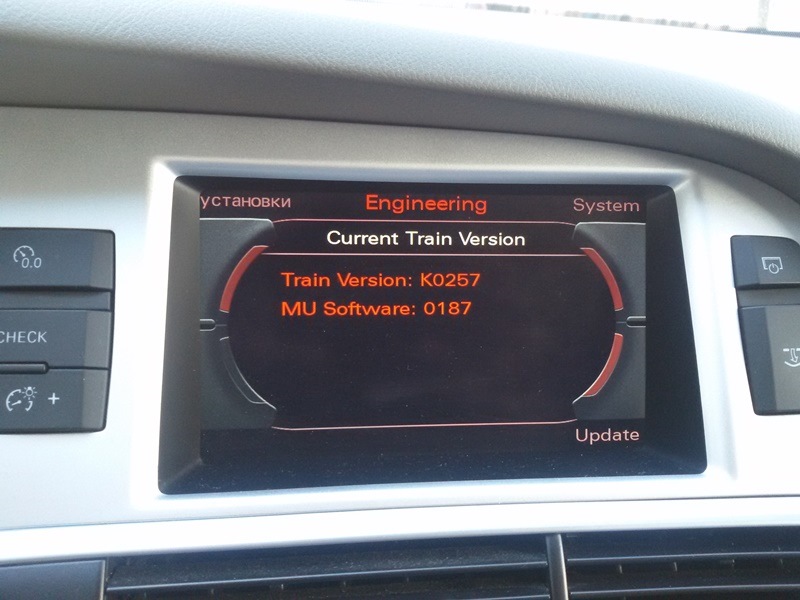 установки Engineering System
Current Train Version
Train Version: K0257
MU Software: 0187
Update
0.0
CHECK
+